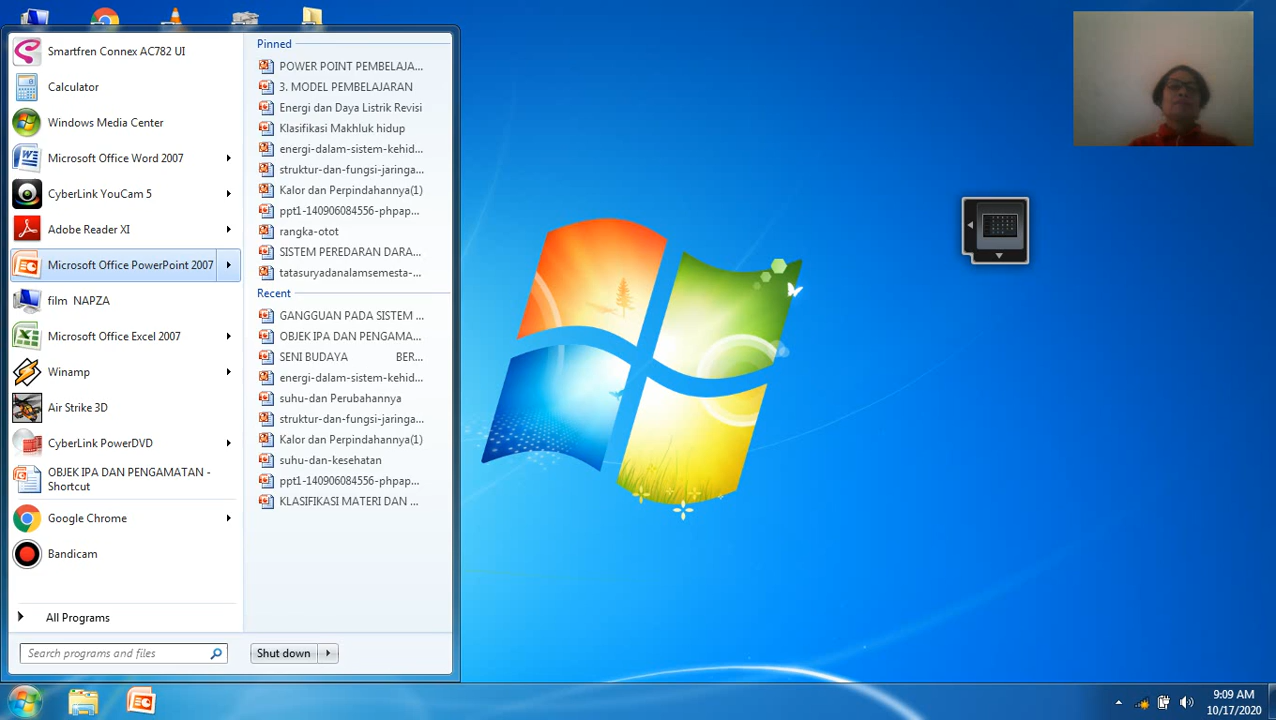 Smartfren Connex AC782 UI
Calculator
Windows Media Center
Microsoft Office Word 2007
CyberLink YouCam 5
Adobe Reader XI
Microsoft Office PowerPoint 2007
film NAPZA
Microsoft Office Excel 2007
Winamp
Air Strike 3D
CyberLink PowerDVD
OBJEK IPA DAN PENGAMATAN -
Shortcut
Google Chrome
Bandicam
All Programs
Search programs and files
Pinned
POWER POINT PEMBELAJA...
3. MODEL PEMBELAJARAN
Energi dan Daya Listrik Revisi
Klasifikasi Makhluk hidup
energi-dalam-sistem-kehid...
struktur-dan-fungsi-jaringa...
Kalor dan Perpindahannya(1)
ppt1-140906084556-phpap...
rangka-otot
SISTEM PEREDARAN DARA...
tatasuryadanalamsemesta-...
Recent
GANGGUAN PADA SISTEM ...
OBJEK IPA DAN PENGAMA...
SENI BUDAYA BER...
energi-dalam-sistem-kehid...
suhu-dan Perubahannya
struktur-dan-fungsi-jaringa...
Kalor dan Perpindahannya(1)
suhu-dan-kesehatan
ppt1-140906084556-phpap...
KLASIFIKASI MATERI DAN ...
Shut down
9:09 AM
10/17/2020